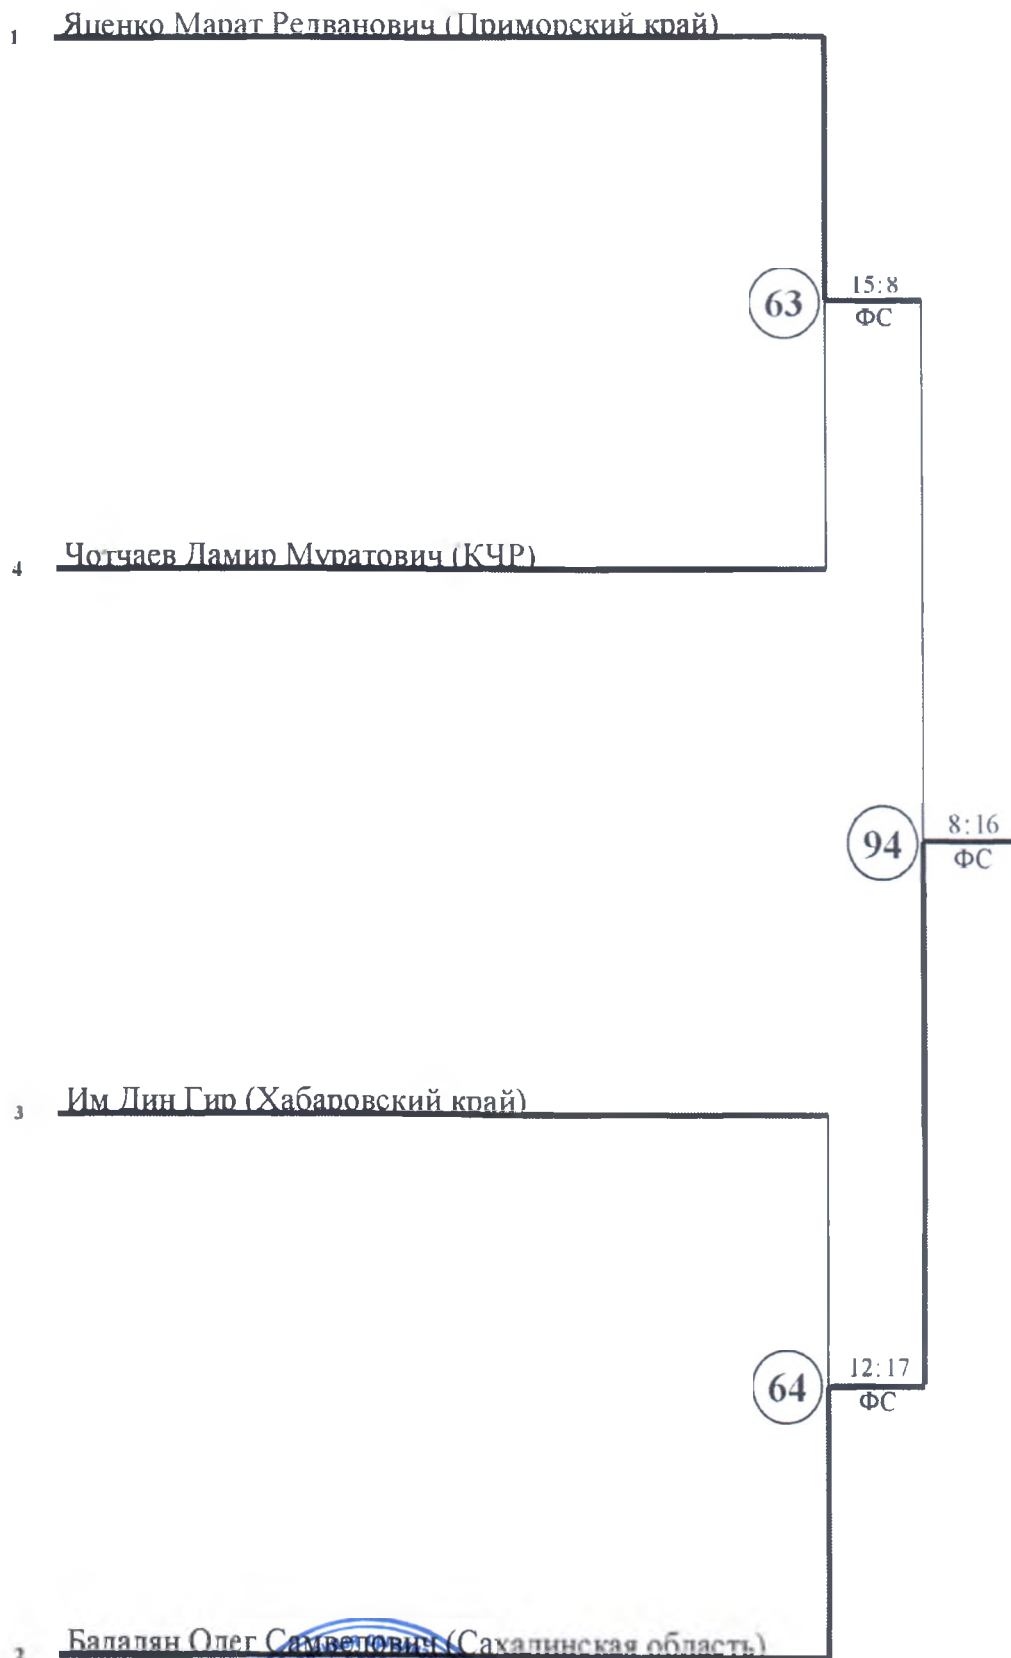 1 Яценко Марат Редванович (Приморский край)
63 15:8
ФС
4 Чотчаев Дамир Муратович (КЧР)
94 8:16
ФС
3 Им Дин Гир (Хабаровский край)
64 12:17
ФС
2 Бадалян Олег Самвелович (Сахалинская область)